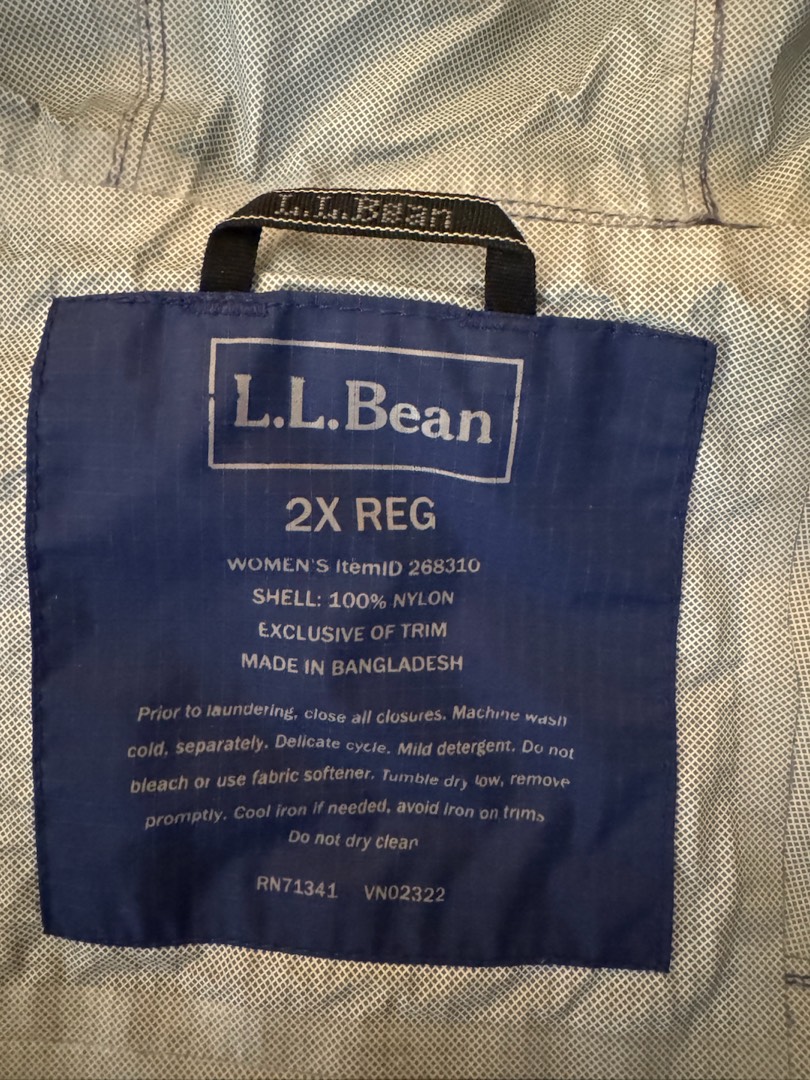 L.L.Bean
L.L.Bean
2X REG
WOMEN'S ItemID 268310
SHELL: 100% NYLON
EXCLUSIVE OF TRIM
MADE IN BANGLADESH
Prior to laundering, close all closures. Machine wash
cold, separately. Delicate cycle. Mild detergent. Do not
bleach or use fabric softener. Tumble dry low, remove
promptly. Cool iron if needed, avoid iron on trims
Do not dry clean
RN71341 VN02322